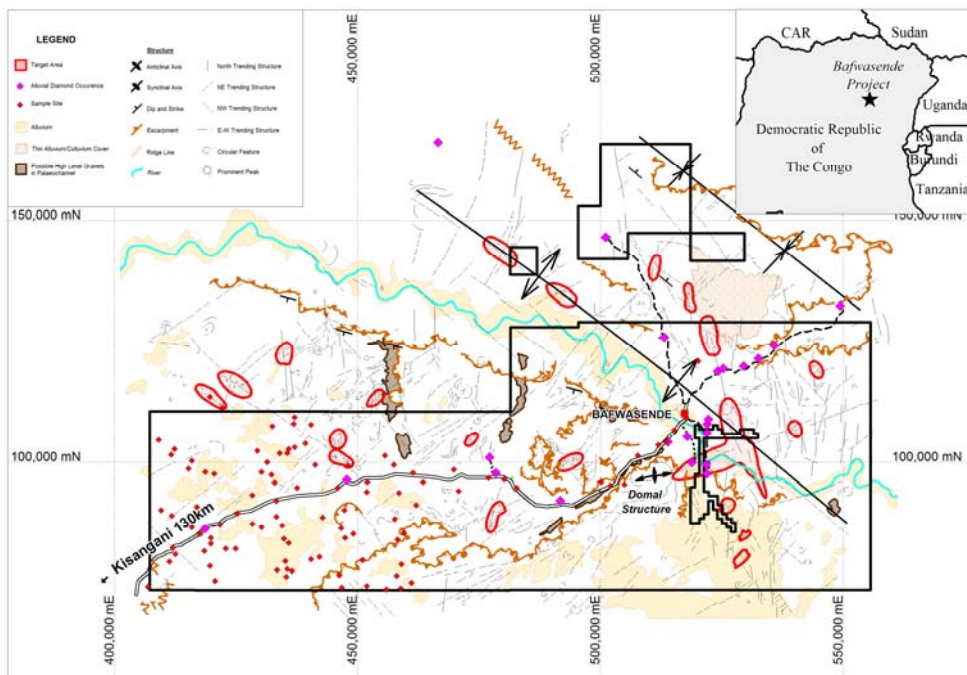 LEGEND
Target Area
Alluvial Diamond Occurence
Sample Site
Alluvium
Thin Alluvium/Colluvium Cover
Possible High Level Gravels
in Palaeochannel
Structure
Anticlinal Axis
Synclinal Axis
Dip and Strike
Escarpment
Ridge Line
River
North Trending Structure
NE Trending Structure
NW Trending Structure
E-W Trending Structure
Circular Feature
Prominent Peak
450,000 mE
500,000 mE
CAR
Sudan
Bafwasende
Project
Uganda
Democratic Republic
of
The Congo
Rwanda
Burundi
Tanzania
150,000 mN
150,000 mN
BAFWASENDE
100,000 mN
100,000 mN
Domal
Structure
Kisangani 130km
400,000 mE
450,000 mE
500,000 mE
550,000 mE